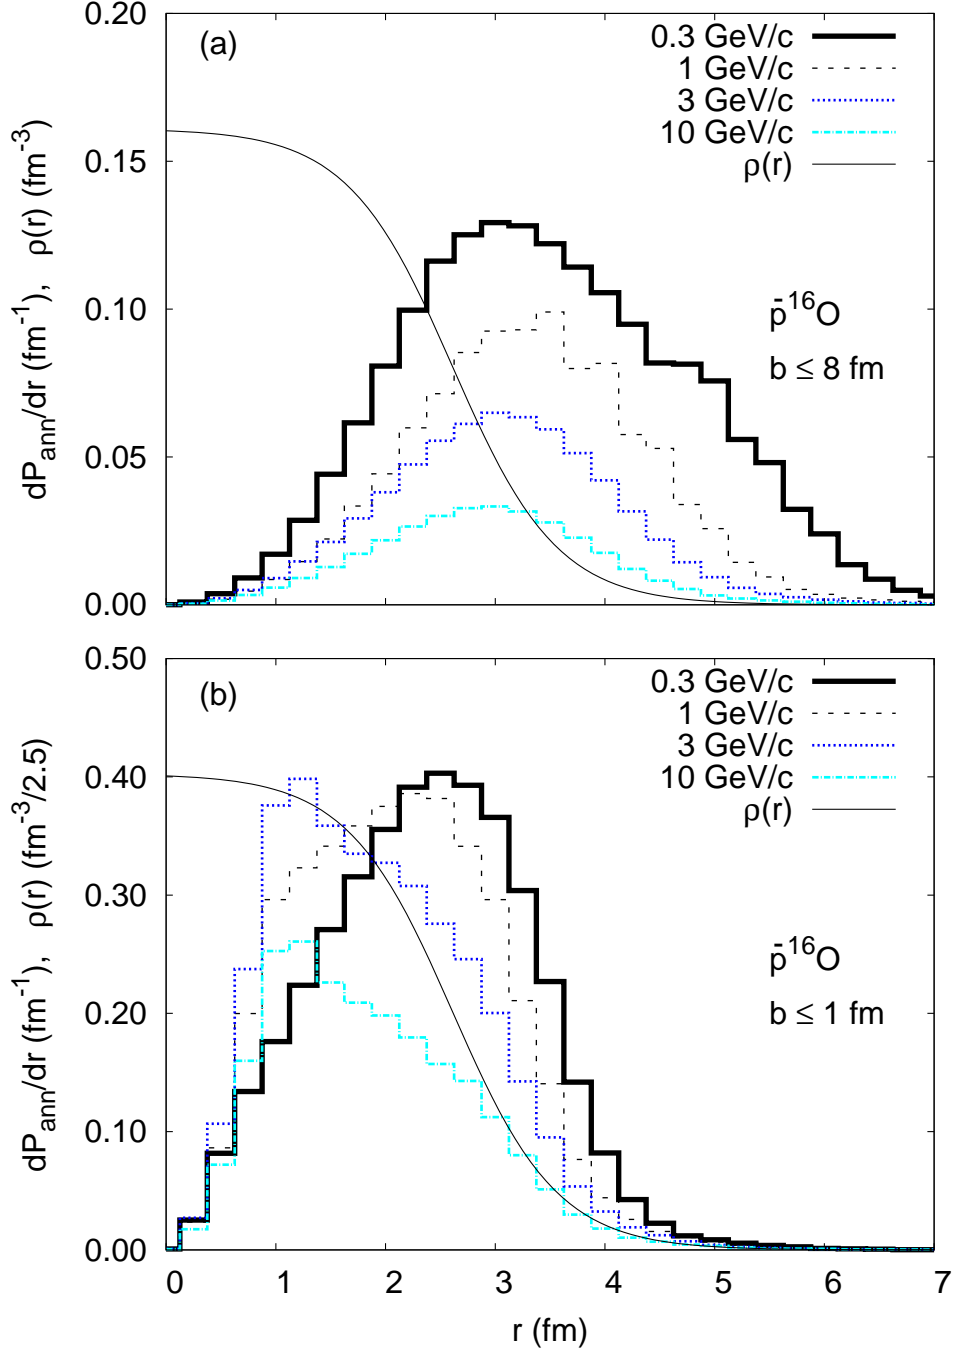 (a)
0.3 GeV/c
1 GeV/c
3 GeV/c
10 GeV/c
ρ(r)
p̄-¹⁶O
b ≤ 8 fm
0.20
0.15
0.10
0.05
0.00
dP_ann/dr (fm⁻¹), ρ(r) (fm⁻³)
(b)
0.3 GeV/c
1 GeV/c
3 GeV/c
10 GeV/c
ρ(r)
p̄-¹⁶O
b ≤ 1 fm
0.50
0.40
0.30
0.20
0.10
0.00
dP_ann/dr (fm⁻¹), ρ(r) (fm⁻³/2.5)
0 1 2 3 4 5 6 7
r (fm)